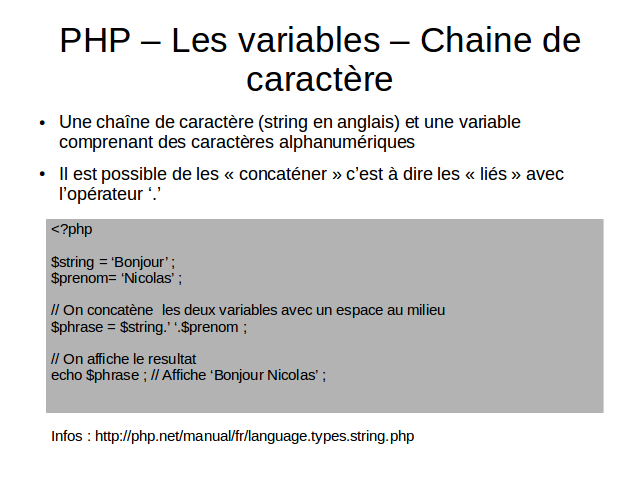 PHP – Les variables – Chaine de
caractère
• Une chaîne de caractère (string en anglais) et une variable
comprenant des caractères alphanumériques
• Il est possible de les « concaténer » c’est à dire les « liés » avec
l’opérateur ‘.’
<?php
$string = ‘Bonjour’ ;
$prenom= ‘Nicolas’ ;
// On concatène  les deux variables avec un espace au milieu
$phrase = $string.’ ‘.$prenom ;
// On affiche le resultat
echo $phrase ; // Affiche ‘Bonjour Nicolas’ ;
Infos : http://php.net/manual/fr/language.types.string.php